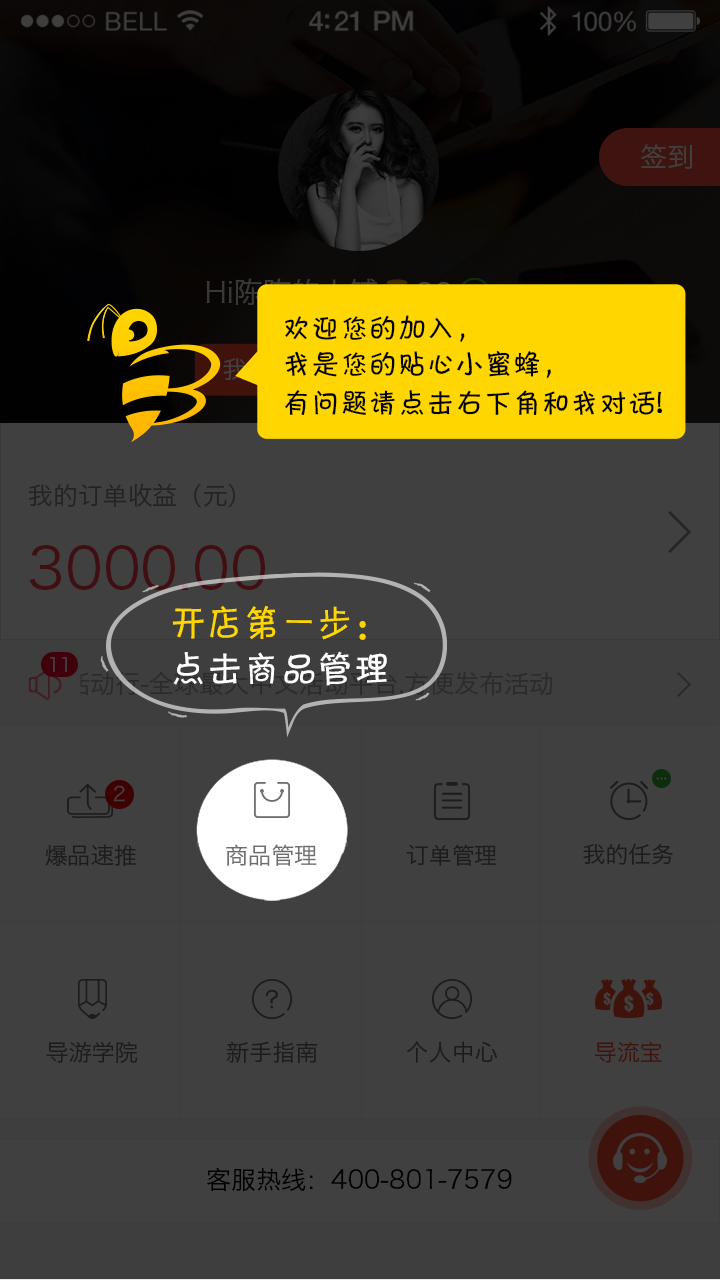 BELL 4:21 PM 100%
签到
Hi陈
我
欢迎您的加入，
我是您的贴心小蜜蜂，
有问题请点击右下角和我对话!
我的订单收益（元）
3000.00
开店第一步：
点击商品管理
11
活动行-全球最大中文活动平台,方便发布活动
2
爆品速推
商品管理
订单管理
我的任务
导游学院
新手指南
个人中心
导流宝
客服热线：400-801-7579